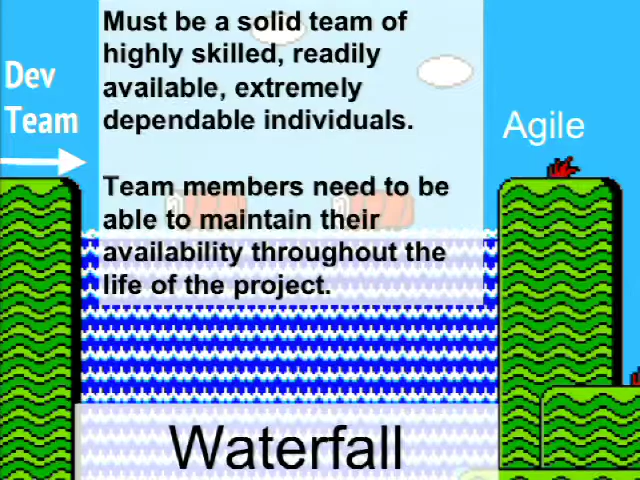 Must be a solid team of
highly skilled, readily
available, extremely
dependable individuals.
Team members need to be
able to maintain their
availability throughout the
life of the project.
Dev
Team
Agile
Waterfall